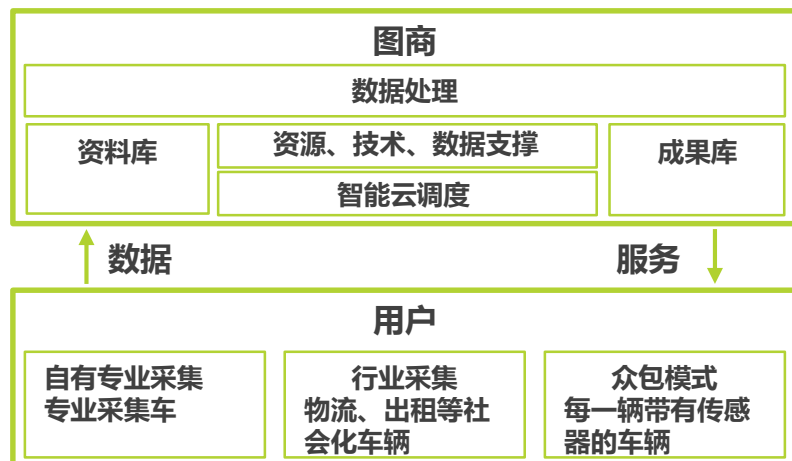 图商
数据处理
资料库
资源、技术、数据支撑
智能云调度
成果库
数据
服务
用户
自有专业采集
专业采集车
行业采集
物流、出租等社
会化车辆
众包模式
每一辆带有传感
器的车辆